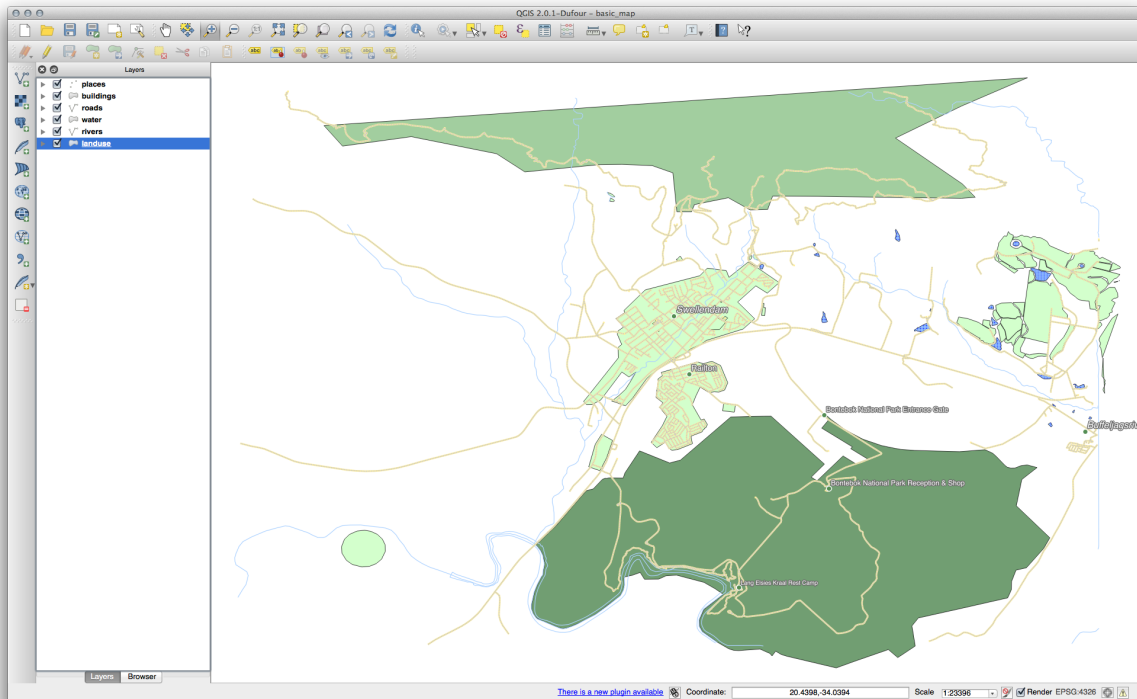 QGIS 2.0.1-Dufour – basic_map
Layers
places
buildings
roads
water
rivers
landuse
Swellendam
Railton
Bontebok National Park Entrance Gate
Buffeljagsriv
Bontebok National Park Reception & Shop
Lang Elsies Kraal Rest Camp
Layers
Browser
There is a new plugin available
Coordinate:
20.4398,-34.0394
Scale
1:23396
Render
EPSG:4326